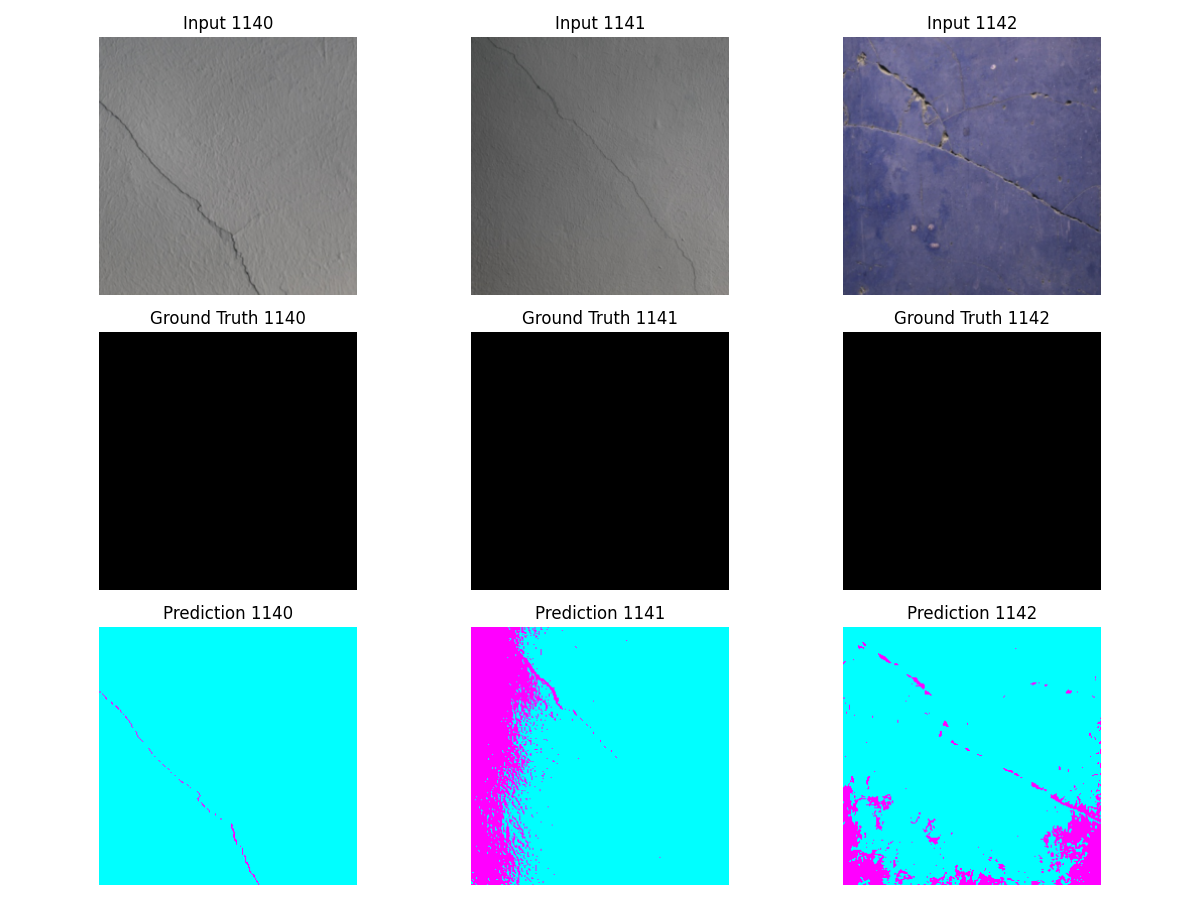 Input 1140
Input 1141
Input 1142
Ground Truth 1140
Ground Truth 1141
Ground Truth 1142
Prediction 1140
Prediction 1141
Prediction 1142